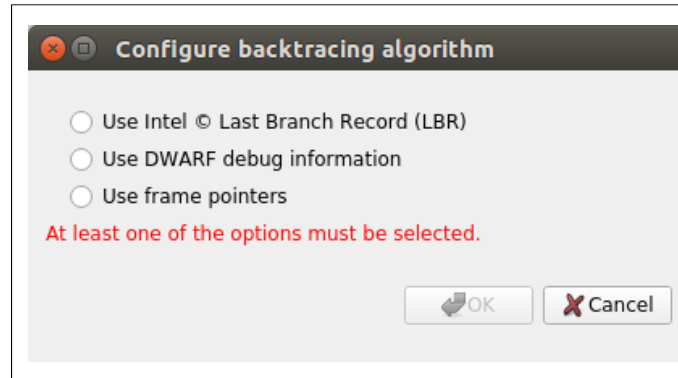 Configure backtracing algorithm
Use Intel © Last Branch Record (LBR)
Use DWARF debug information
Use frame pointers
At least one of the options must be selected.
OK
Cancel